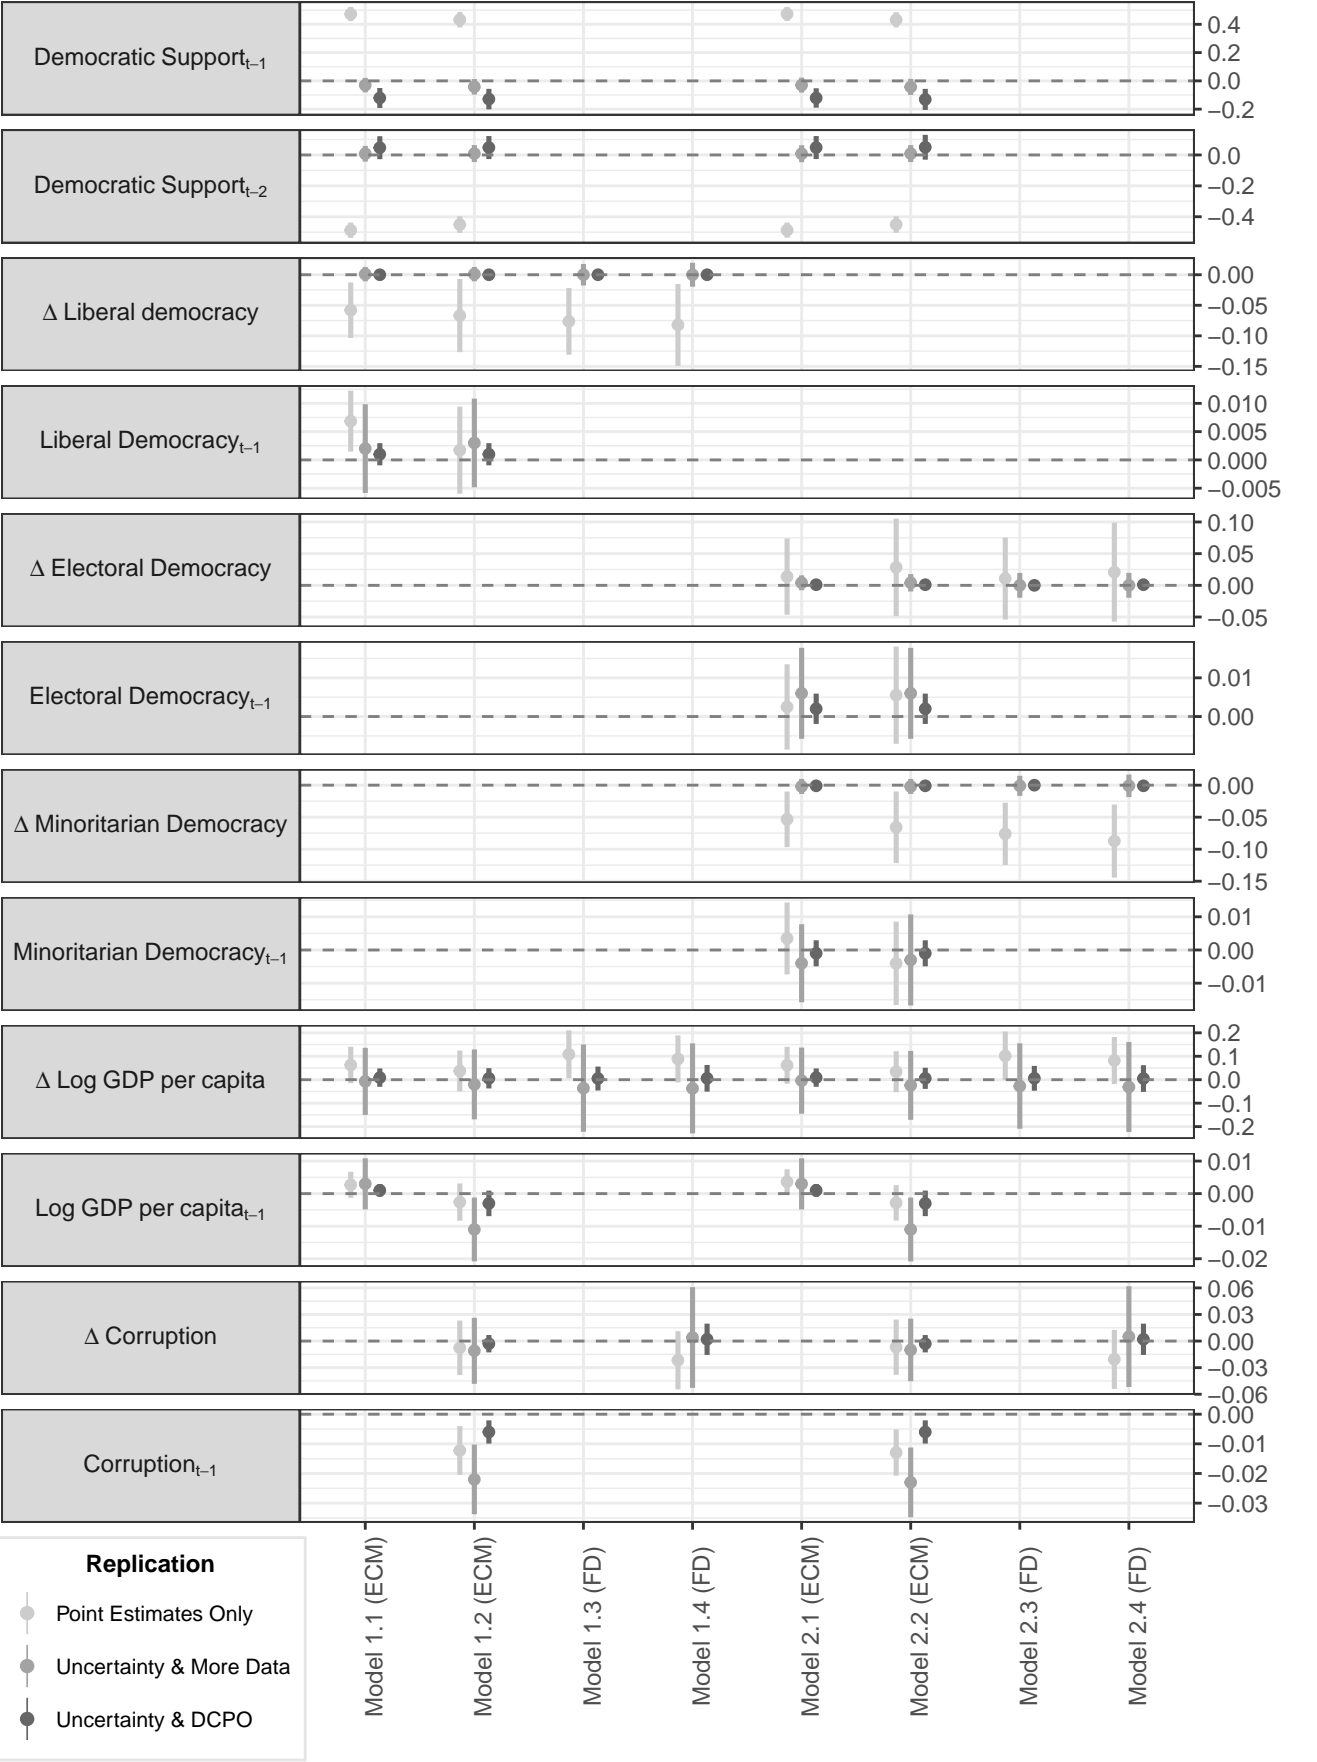 Democratic Supportt−1
0.4
0.2
0.0
−0.2
Democratic Supportt−2
0.0
−0.2
−0.4
Δ Liberal democracy
0.00
−0.05
−0.10
−0.15
Liberal Democracyt−1
0.010
0.005
0.000
−0.005
Δ Electoral Democracy
0.10
0.05
0.00
−0.05
Electoral Democracyt−1
0.01
0.00
Δ Minoritarian Democracy
0.00
−0.05
−0.10
−0.15
Minoritarian Democracyt−1
0.01
0.00
−0.01
Δ Log GDP per capita
0.2
0.1
0.0
−0.1
−0.2
Log GDP per capitat−1
0.01
0.00
−0.01
−0.02
Δ Corruption
0.06
0.03
0.00
−0.03
−0.06
Corruptiont−1
0.00
−0.01
−0.02
−0.03
Model 1.1 (ECM)
Model 1.2 (ECM)
Model 1.3 (FD)
Model 1.4 (FD)
Model 2.1 (ECM)
Model 2.2 (ECM)
Model 2.3 (FD)
Model 2.4 (FD)
Replication
Point Estimates Only
Uncertainty & More Data
Uncertainty & DCPO